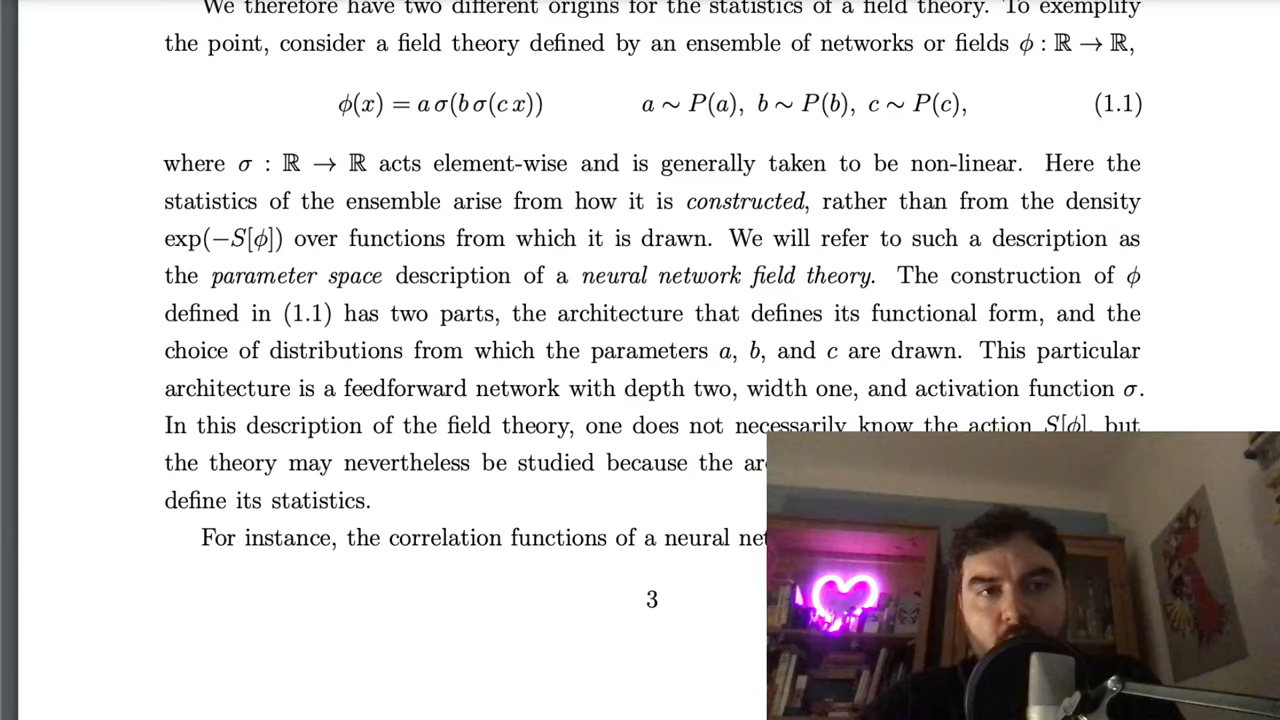 We therefore have two different origins for the statistics of a field theory. To exemplify
the point, consider a field theory defined by an ensemble of networks or fields ϕ : ℝ → ℝ,
ϕ(x) = a σ(b σ(c x)) a ∼ P(a), b ∼ P(b), c ∼ P(c), (1.1)
where σ : ℝ → ℝ acts element-wise and is generally taken to be non-linear. Here the
statistics of the ensemble arise from how it is constructed, rather than from the density
exp(−S[ϕ]) over functions from which it is drawn. We will refer to such a description as
the parameter space description of a neural network field theory. The construction of ϕ
defined in (1.1) has two parts, the architecture that defines its functional form, and the
choice of distributions from which the parameters a, b, and c are drawn. This particular
architecture is a feedforward network with depth two, width one, and activation function σ.
In this description of the field theory, one does not necessarily know the action S[ϕ], but
the theory may nevertheless be studied because the
define its statistics.
For instance, the correlation functions of a neural
3